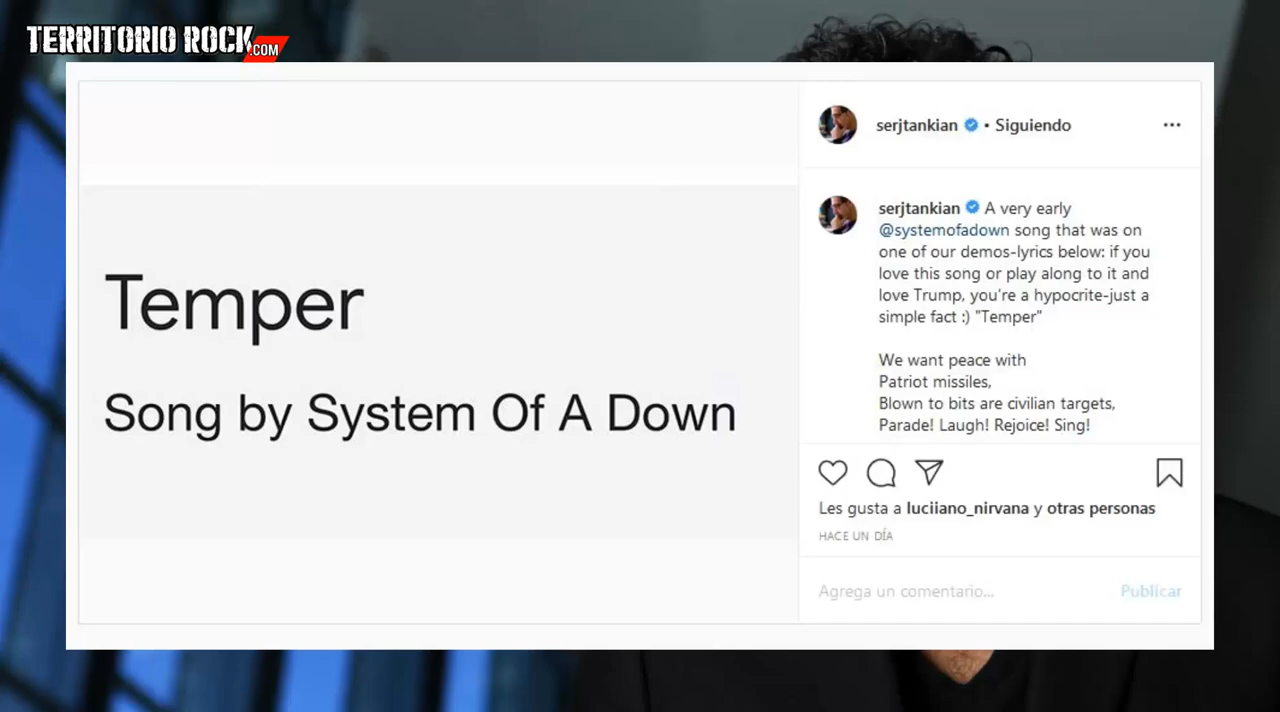 TERRITORIO ROCK.COM
Temper
Song by System Of A Down
serjtankian • Siguiendo
serjtankian A very early
@systemofadown song that was on
one of our demos-lyrics below: if you
love this song or play along to it and
love Trump, you're a hypocrite-just a
simple fact :) "Temper"
We want peace with
Patriot missiles,
Blown to bits are civilian targets,
Parade! Laugh! Rejoice! Sing!
Les gusta a luciiano_nirvana y otras personas
HACE UN DÍA
Agrega un comentario...
Publicar